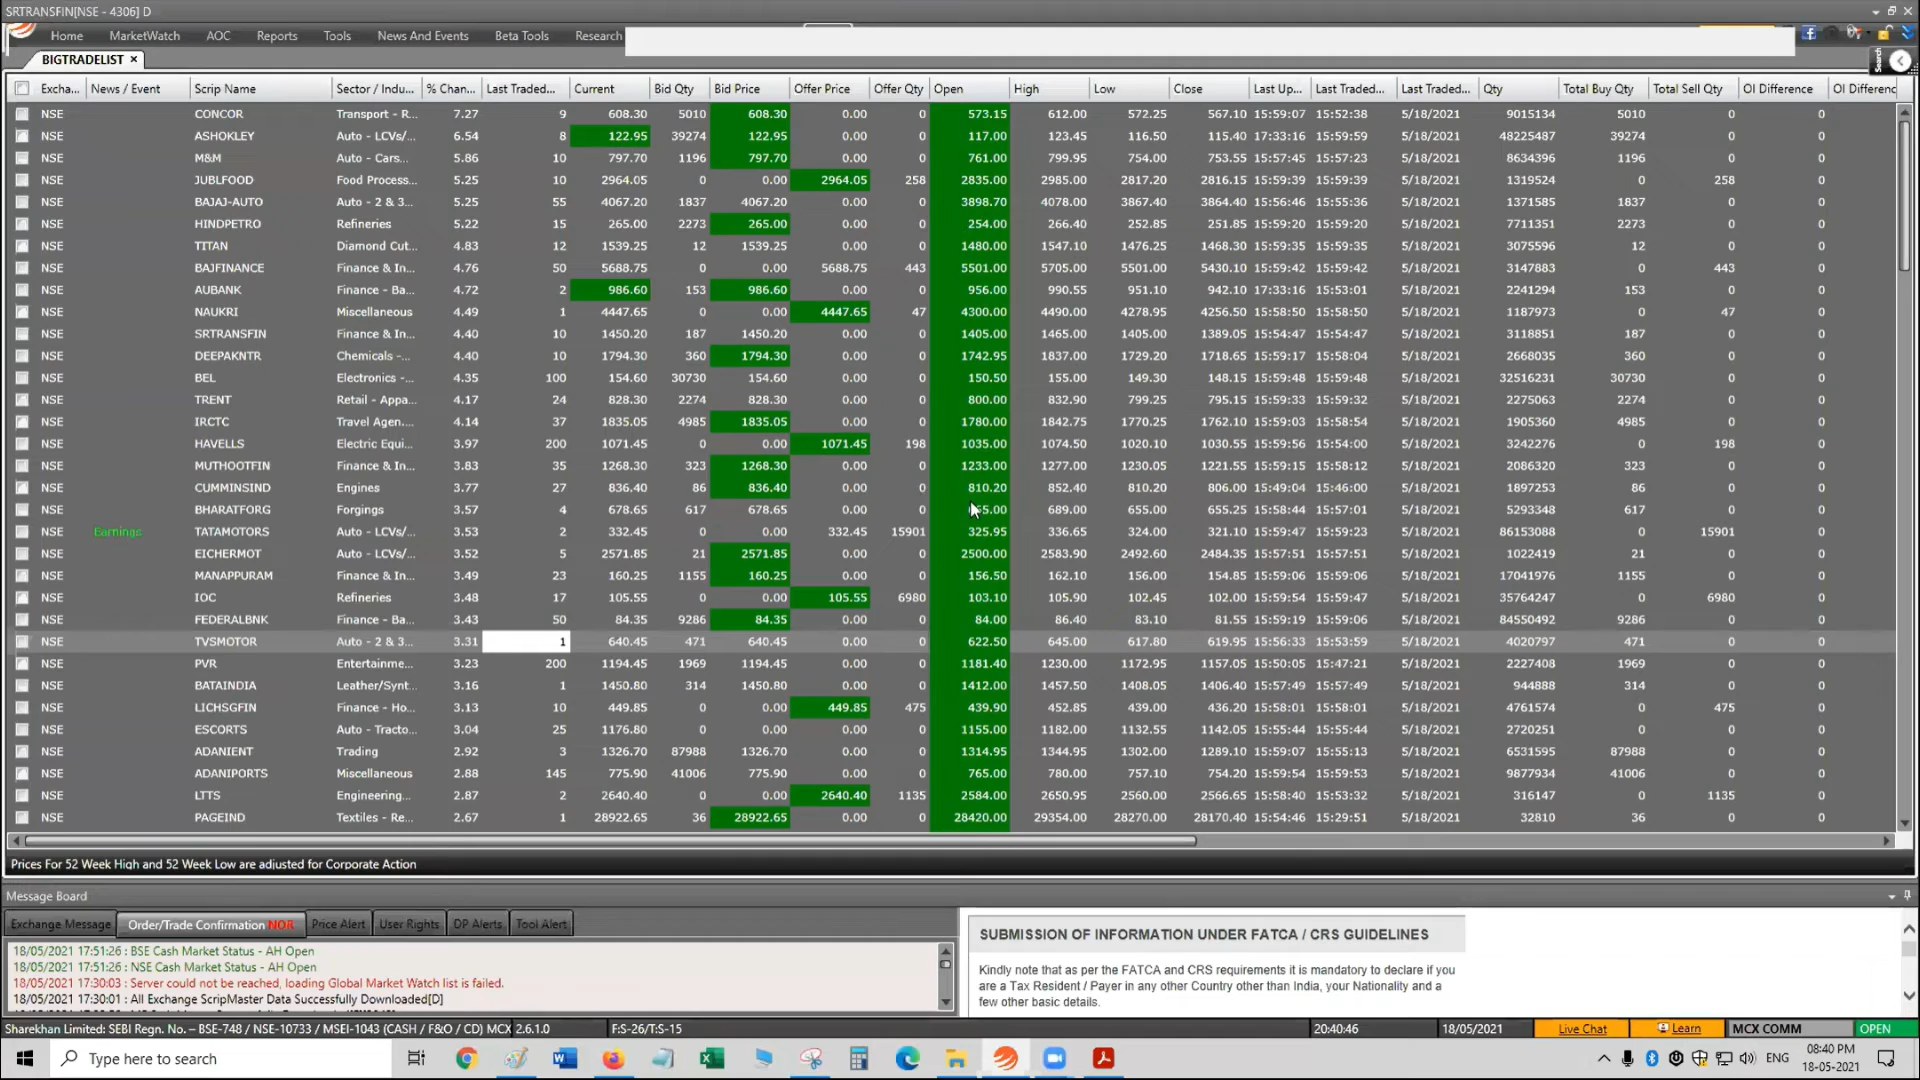 SRTRANSFIN[NSE - 4306] D
Home MarketWatch AOC Reports Tools News And Events Beta Tools Research
BIGTRADELIST ×
Search
Excha... News / Event Scrip Name Sector / Indu... % Chan... Last Traded... Current Bid Qty Bid Price Offer Price Offer Qty Open High Low Close Last Up... Last Traded... Last Traded... Qty Total Buy Qty Total Sell Qty OI Difference OI Differenc
NSE CONCOR Transport - R... 7.27 9 608.30 5010 608.30 0.00 0 573.15 612.00 572.25 567.10 15:59:07 15:52:38 5/18/2021 9015134 5010 0 0
NSE ASHOKLEY Auto - LCVs/... 6.54 8 122.95 39274 122.95 0.00 0 117.00 123.45 116.50 115.40 17:33:16 15:59:59 5/18/2021 48225487 39274 0 0
NSE M&M Auto - Cars... 5.86 10 797.70 1196 797.70 0.00 0 761.00 799.95 754.00 753.55 15:57:45 15:57:23 5/18/2021 8634396 1196 0 0
NSE JUBLFOOD Food Process... 5.25 10 2964.05 0 0.00 2964.05 258 2835.00 2985.00 2817.20 2816.15 15:59:39 15:59:39 5/18/2021 1319524 0 258 0
NSE BAJAJ-AUTO Auto - 2 & 3... 5.25 55 4067.20 1837 4067.20 0.00 0 3898.70 4078.00 3867.40 3864.40 15:56:46 15:55:36 5/18/2021 1371585 1837 0 0
NSE HINDPETRO Refineries 5.22 15 265.00 2273 265.00 0.00 0 254.00 266.40 252.85 251.85 15:59:20 15:59:20 5/18/2021 7711351 2273 0 0
NSE TITAN Diamond Cut... 4.83 12 1539.25 12 1539.25 0.00 0 1480.00 1547.10 1476.25 1468.30 15:59:35 15:59:35 5/18/2021 3075596 12 0 0
NSE BAJFINANCE Finance & In... 4.76 50 5688.75 0 0.00 5688.75 443 5501.00 5705.00 5501.00 5430.10 15:59:42 15:59:42 5/18/2021 3147883 0 443 0
NSE AUBANK Finance - Ba... 4.72 2 986.60 153 986.60 0.00 0 956.00 990.55 951.10 942.10 17:33:16 15:53:01 5/18/2021 2241294 153 0 0
NSE NAUKRI Miscellaneous 4.49 1 4447.65 0 0.00 4447.65 47 4300.00 4490.00 4278.95 4256.50 15:58:50 15:58:50 5/18/2021 1187973 0 47 0
NSE SRTRANSFIN Finance & In... 4.40 10 1450.20 187 1450.20 0.00 0 1405.00 1465.00 1405.00 1389.05 15:54:47 15:54:47 5/18/2021 3118851 187 0 0
NSE DEEPAKNTR Chemicals -... 4.40 10 1794.30 360 1794.30 0.00 0 1742.95 1837.00 1729.20 1718.65 15:59:17 15:58:04 5/18/2021 2668035 360 0 0
NSE BEL Electronics -... 4.35 100 154.60 30730 154.60 0.00 0 150.50 155.00 149.30 148.15 15:59:48 15:59:48 5/18/2021 32516231 30730 0 0
NSE TRENT Retail - Appa... 4.17 24 828.30 2274 828.30 0.00 0 800.00 832.90 799.25 795.15 15:59:33 15:59:32 5/18/2021 2275063 2274 0 0
NSE IRCTC Travel Agen.... 4.14 37 1835.05 4985 1835.05 0.00 0 1780.00 1842.75 1770.25 1762.10 15:59:03 15:58:54 5/18/2021 1905360 4985 0 0
NSE HAVELLS Electric Equi... 3.97 200 1071.45 0 0.00 1071.45 198 1035.00 1074.50 1020.10 1030.55 15:59:56 15:54:00 5/18/2021 3242276 0 198 0
NSE MUTHOOTFIN Finance & In... 3.83 35 1268.30 323 1268.30 0.00 0 1233.00 1277.00 1230.05 1221.55 15:59:15 15:58:12 5/18/2021 2086320 323 0 0
NSE CUMMINSIND Engines 3.77 27 836.40 86 836.40 0.00 0 810.20 852.40 810.20 806.00 15:49:04 15:46:00 5/18/2021 1897253 86 0 0
NSE BHARATFORG Forgings 3.57 4 678.65 617 678.65 0.00 0 689.00 655.00 655.25 15:58:44 15:57:01 5/18/2021 5293348 617 0 0
NSE Earnings TATAMOTORS Auto - LCVs/... 3.53 2 332.45 0 0.00 332.45 15901 325.95 336.65 324.00 321.10 15:59:47 15:59:23 5/18/2021 86153088 0 15901 0
NSE EICHERMOT Auto - LCVs/... 3.52 5 2571.85 21 2571.85 0.00 0 2500.00 2583.90 2492.60 2484.35 15:57:51 15:57:51 5/18/2021 1022419 21 0 0
NSE MANAPPURAM Finance & In... 3.49 23 160.25 1155 160.25 0.00 0 156.50 162.10 156.00 154.85 15:59:06 15:59:06 5/18/2021 17041976 1155 0 0
NSE IOC Refineries 3.48 17 105.55 0 0.00 105.55 6980 103.10 105.90 102.45 102.00 15:59:54 15:59:47 5/18/2021 35764247 0 6980 0
NSE FEDERALBNK Finance - Ba... 3.43 50 84.35 9286 84.35 0.00 0 84.00 86.40 83.10 81.55 15:59:19 15:57:56 5/18/2021 84550492 9286 0 0
NSE TVSMOTOR Auto - 2 & 3... 3.31 1 640.45 471 640.45 0.00 0 622.50 645.00 617.80 619.95 15:56:33 15:53:59 5/18/2021 4020797 471 0 0
NSE PVR Entertainme... 3.23 200 1194.45 1969 1194.45 0.00 0 1181.40 1230.00 1172.95 1157.05 15:50:05 15:47:21 5/18/2021 2227408 1969 0 0
NSE BATAINDIA Leather/Synt... 3.16 1 1450.80 314 1450.80 0.00 0 1412.00 1457.50 1408.05 1406.40 15:57:49 15:57:49 5/18/2021 944888 314 0 0
NSE LICHSGFIN Finance - Ho... 3.13 10 449.85 0 0.00 449.85 475 439.90 452.85 439.00 436.20 15:58:01 15:58:01 5/18/2021 4761574 0 475 0
NSE ESCORTS Auto - Tracto... 3.04 25 1176.80 0 0.00 0.00 0 1155.00 1182.00 1132.55 1142.05 15:55:44 15:55:44 5/18/2021 2720251 0 0 0
NSE ADANIENT Trading 2.92 3 1326.70 87988 1326.70 0.00 0 1314.95 1344.95 1302.00 1289.10 15:59:07 15:55:13 5/18/2021 6531595 87988 0 0
NSE ADANIPORTS Miscellaneous 2.88 145 775.90 41006 775.90 0.00 0 765.00 780.00 757.10 754.20 15:59:54 15:59:53 5/18/2021 9877934 41006 0 0
NSE LTTS Engineering... 2.87 2 2640.40 0 0.00 2640.40 1135 2584.00 2650.95 2560.00 2566.65 15:58:40 15:53:32 5/18/2021 316147 0 1135 0
NSE PAGEIND Textiles - Re... 2.67 1 28922.65 36 28922.65 0.00 0 28420.00 29354.00 28270.00 28170.40 15:54:46 15:29:51 5/18/2021 32810 36 0 0
Prices For 52 Week High and 52 Week Low are adjusted for Corporate Action
Message Board
Exchange Message Order/Trade Confirmation NOR Price Alert User Rights DP Alerts Tool Alert
18/05/2021 17:51:26 : BSE Cash Market Status - AH Open
18/05/2021 17:51:26 : NSE Cash Market Status - AH Open
18/05/2021 17:30:03 : Server could not be reached, loading Global Market Watch list is failed.
18/05/2021 17:30:01 : All Exchange ScripMaster Data Successfully Downloaded[D]
SUBMISSION OF INFORMATION UNDER FATCA / CRS GUIDELINES
Kindly note that as per the FATCA and CRS requirements it is mandatory to declare if you
are a Tax Resident / Payer in any other Country other than India, your Nationality and a
few other basic details.
Sharekhan Limited: SEBI Regn. No. – BSE-748 / NSE-10733 / MSEI-1043 (CASH / F&O / CD) MCX 2.6.1.0 F:S-26/T:S-15 20:40:46 18/05/2021 Live Chat Learn MCX COMM OPEN
Type here to search
ENG
08:40 PM
18-05-2021